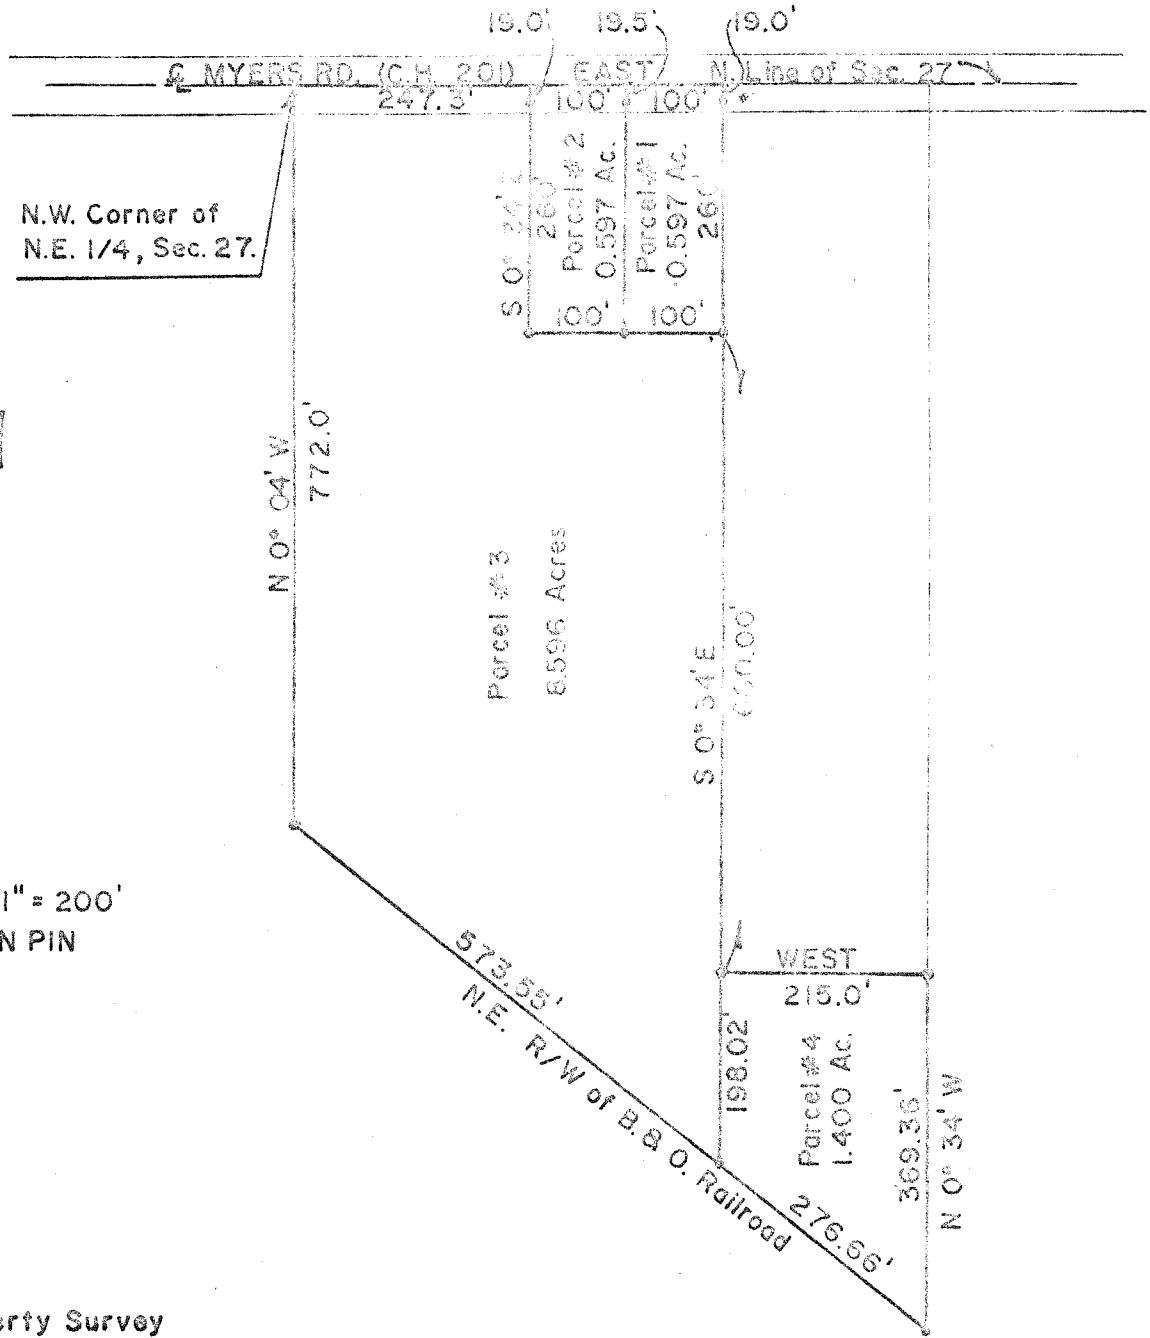 19.0' 19.5' 19.0'
℄ MYERS RD. (C.H. 201) EAST N. Line of Sec. 27
247.3' 100' 100'
N.W. Corner of
N.E. 1/4, Sec. 27.
260'
Parcel #2
0.597 Ac.
Parcel #1
0.597 Ac.
100' 100'
N 0° 04' W
772.0'
Parcel #3
8.596 Acres
S 0° 34' E
1" = 200'
N PIN
573.55'
N.E. R/W of B. & O. Railroad
WEST
215.0'
198.02'
Parcel #4
1.400 Ac.
369.36'
N 0° 34' W
276.66'
erty Survey